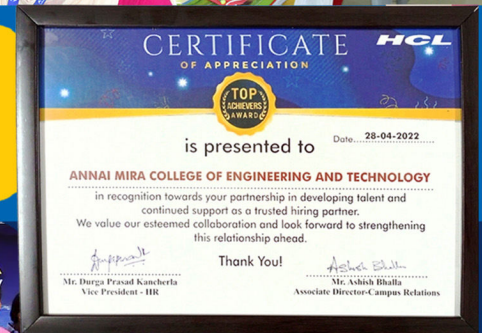 CERTIFICATE
HCL
OF APPRECIATION
TOP
ACHIEVERS
AWARD
is presented to
Date....28-04-2022
ANNAI MIRA COLLEGE OF ENGINEERING AND TECHNOLOGY
in recognition towards your partnership in developing talent and
continued support as a trusted hiring partner.
We value our esteemed collaboration and look forward to strengthening
this relationship ahead.
Thank You!
Ashish Bhalla
Mr. Durga Prasad Kancherla
Vice President - HR
Mr. Ashish Bhalla
Associate Director-Campus Relations